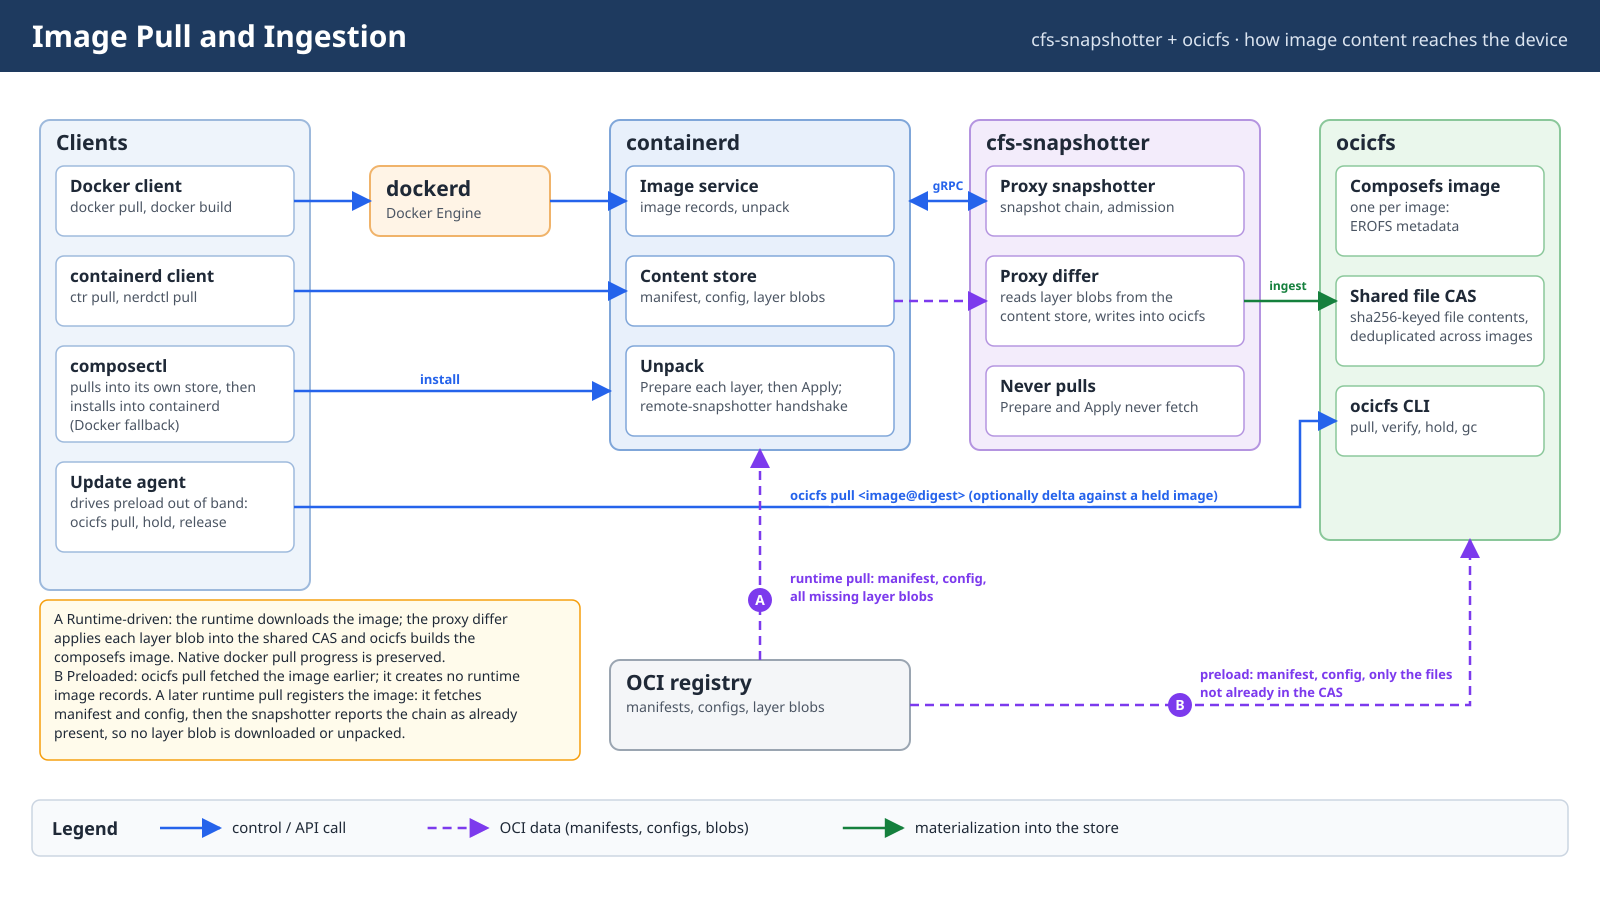 Image Pull and Ingestion
cfs-snapshotter + ocicfs · how image content reaches the device
Clients
Docker client
docker pull, docker build
containerd client
ctr pull, nerdctl pull
composectl
pulls into its own store, then
installs into containerd
(Docker fallback)
Update agent
drives preload out of band:
ocicfs pull, hold, release
dockerd
Docker Engine
install
containerd
Image service
image records, unpack
Content store
manifest, config, layer blobs
Unpack
Prepare each layer, then Apply;
remote-snapshotter handshake
gRPC
cfs-snapshotter
Proxy snapshotter
snapshot chain, admission
Proxy differ
reads layer blobs from the
content store, writes into ocicfs
Never pulls
Prepare and Apply never fetch
ingest
ocicfs
Composefs image
one per image:
EROFS metadata
Shared file CAS
sha256-keyed file contents,
deduplicated across images
ocicfs CLI
pull, verify, hold, gc
ocicfs pull <image@digest> (optionally delta against a held image)
runtime pull: manifest, config,
all missing layer blobs
A
A Runtime-driven: the runtime downloads the image; the proxy differ
applies each layer blob into the shared CAS and ocicfs builds the
composefs image. Native docker pull progress is preserved.
B Preloaded: ocicfs pull fetched the image earlier; it creates no runtime
image records. A later runtime pull registers the image: it fetches
manifest and config, then the snapshotter reports the chain as already
present, so no layer blob is downloaded or unpacked.
OCI registry
manifests, configs, layer blobs
preload: manifest, config, only the files
not already in the CAS
B
Legend
control / API call
OCI data (manifests, configs, blobs)
materialization into the store